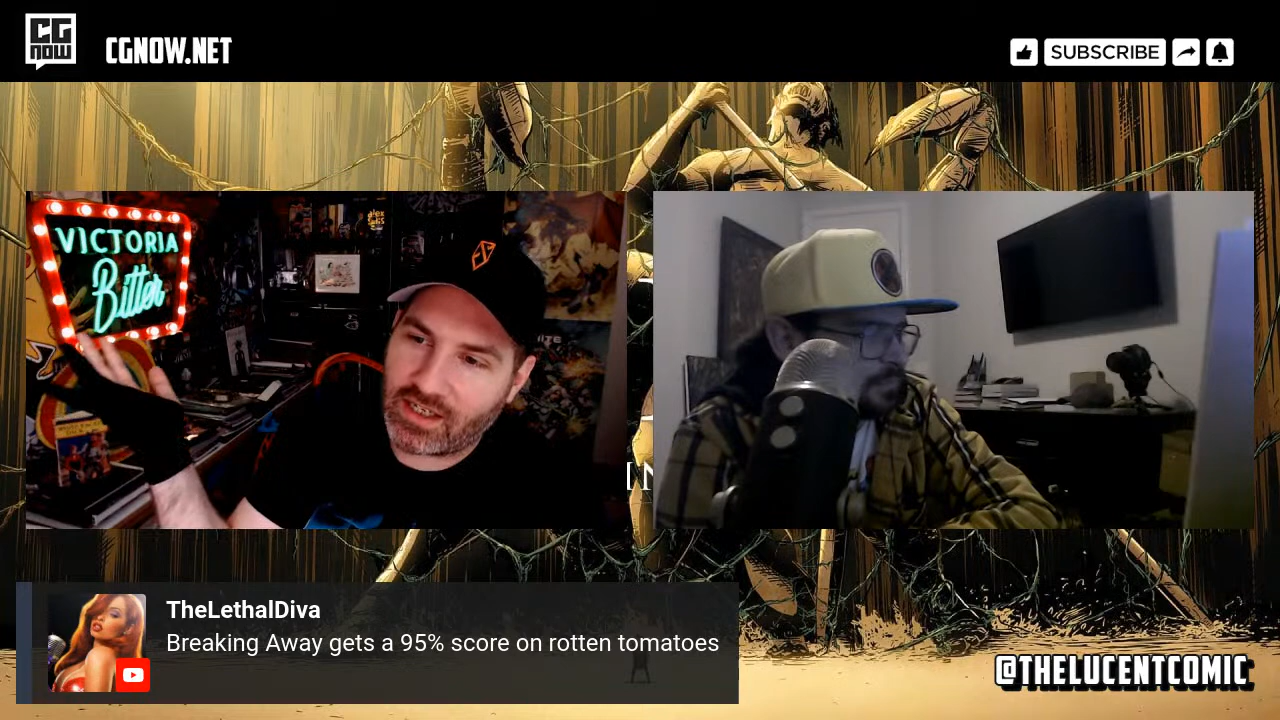 CG
NOW
CGNOW.NET
SUBSCRIBE
VICTORIA
Bitter
TheLethalDiva
Breaking Away gets a 95% score on rotten tomatoes
@THELUCENTCOMIC